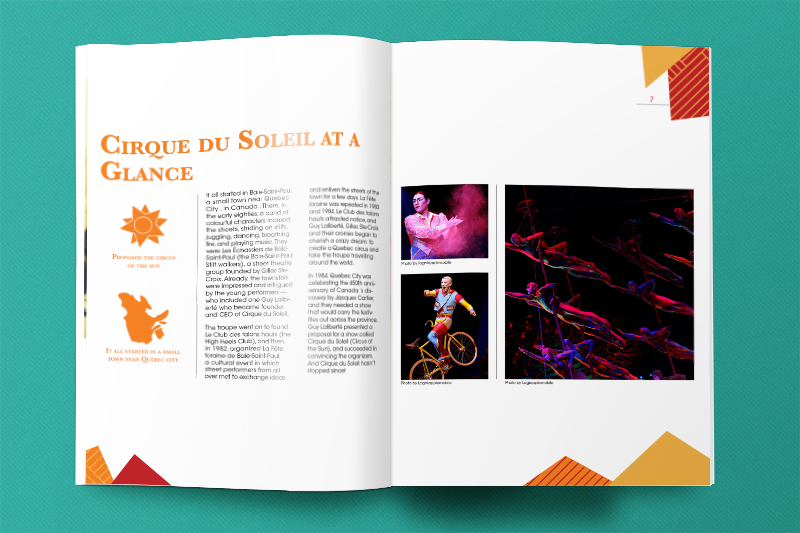 CIRQUE DU SOLEIL AT A
GLANCE
PROPOSED THE CIRCUS
OF THE SUN
IT ALL STARTED IN A SMALL
TOWN NEAR QUEBEC CITY
It all started in Baie-Saint-Paul,
a small town near Quebec
City , in Canada . There, in
the early eighties, a band of
colourful characters roamed
the streets, striding on stilts,
juggling, dancing, breathing
fire, and playing music. They
were Les Échassiers de Baie-
Saint-Paul (the Baie-Saint-Paul
Stilt walkers), a street theatre
group founded by Gilles Ste-
Croix. Already, the townsfolk
were impressed and intrigued
by the young performers —
who included one Guy Lalib-
erté who became founder
and CEO of Cirque du Soleil.
The troupe went on to found
Le Club des talons hauts (the
High Heels Club), and then,
in 1982, organized La Fête
foraine de Baie-Saint-Paul,
a cultural event in which
street performers from all
over met to exchange ideas
and enliven the streets of the
town for a few days. La Fête
foraine was repeated in 1983
and 1984. Le Club des talons
hauts attracted notice, and
Guy Laliberté, Gilles Ste-Croix
and their cronies began to
cherish a crazy dream: to
create a Quebec circus and
take the troupe travelling
around the world.
In 1984, Quebec City was
celebrating the 450th anni-
versary of Canada's dis-
covery by Jacques Cartier,
and they needed a show
that would carry the festiv-
ities out across the province.
Guy Laliberté presented a
proposal for a show called
Cirque du Soleil (Circus of
the Sun), and succeeded in
convincing the organizers.
And Cirque du Soleil hasn't
stopped since!
7
Photo by Lagniappemobile
Photo by Lagniappemobile
Photo by Lagniappemobile